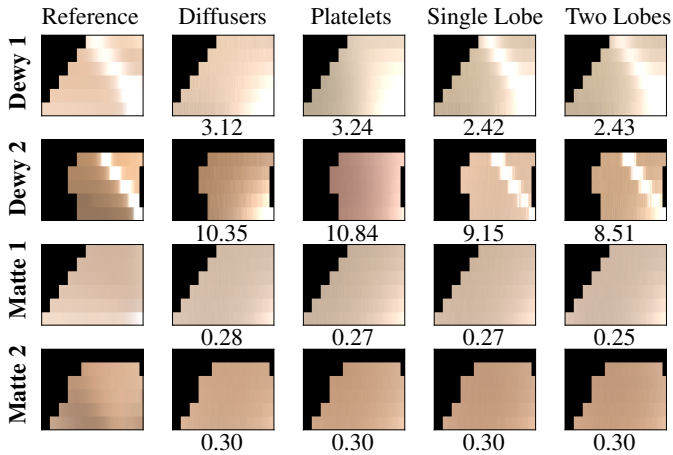 Reference Diffusers Platelets Single Lobe Two Lobes
Dewy 1
3.12 3.24 2.42 2.43
Dewy 2
10.35 10.84 9.15 8.51
Matte 1
0.28 0.27 0.27 0.25
Matte 2
0.30 0.30 0.30 0.30